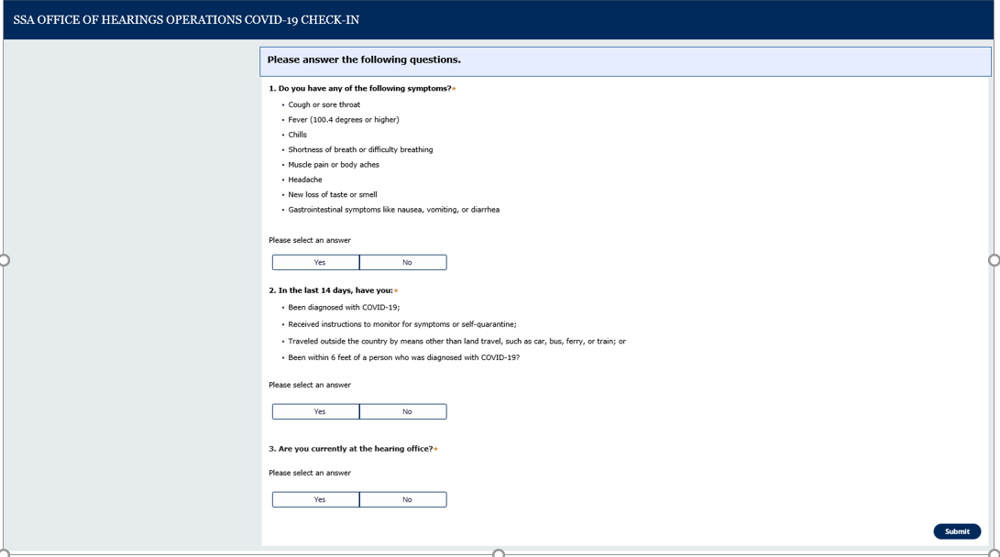 SSA OFFICE OF HEARINGS OPERATIONS COVID-19 CHECK-IN
Please answer the following questions.
1. Do you have any of the following symptoms?*
• Cough or sore throat
• Fever (100.4 degrees or higher)
• Chills
• Shortness of breath or difficulty breathing
• Muscle pain or body aches
• Headache
• New loss of taste or smell
• Gastrointestinal symptoms like nausea, vomiting, or diarrhea
Please select an answer
Yes No
2. In the last 14 days, have you:*
• Been diagnosed with COVID-19;
• Received instructions to monitor for symptoms or self-quarantine;
• Traveled outside the country by means other than land travel, such as car, bus, ferry, or train; or
• Been within 6 feet of a person who was diagnosed with COVID-19?
Please select an answer
Yes No
3. Are you currently at the hearing office?*
Please select an answer
Yes No
Submit